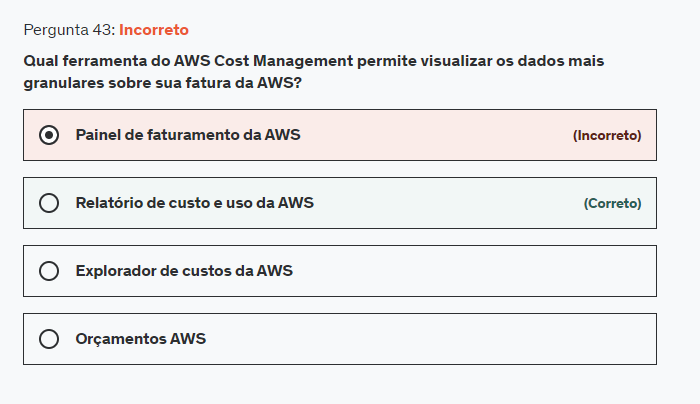 Pergunta 43: Incorreto
Qual ferramenta do AWS Cost Management permite visualizar os dados mais
granulares sobre sua fatura da AWS?
Painel de faturamento da AWS (Incorreto)
Relatório de custo e uso da AWS (Correto)
Explorador de custos da AWS
Orçamentos AWS